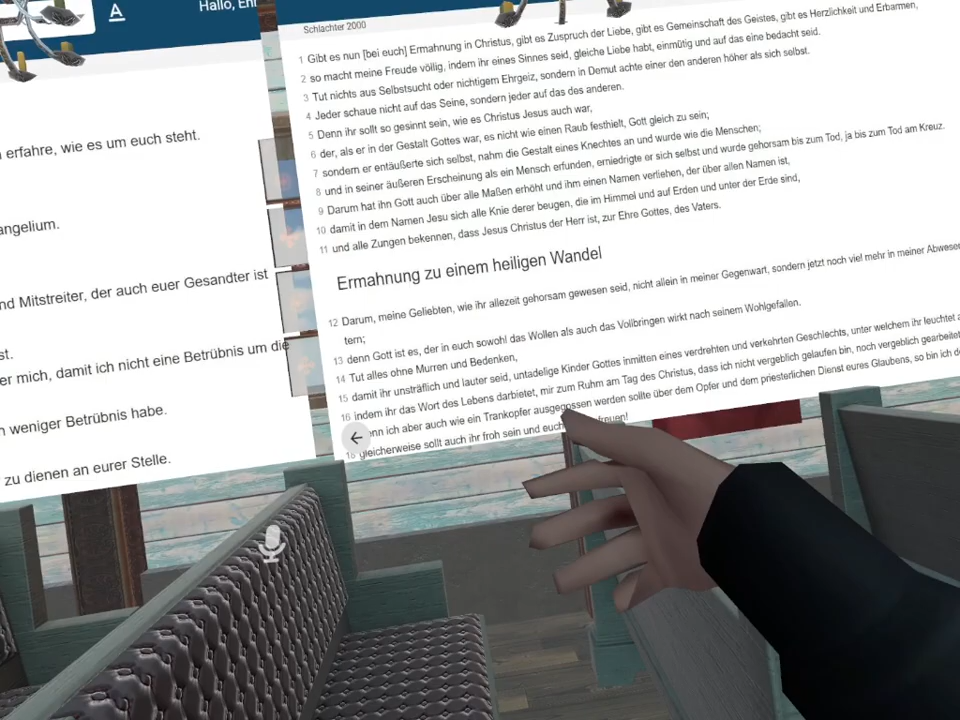 Hallo,
Schlachter 2000
erfahre, wie es um euch steht.
nd Mitstreiter, der auch euer Gesandter ist
st.
er mich, damit ich nicht eine Betrübnis um die
n weniger Betrübnis habe.
zu dienen an eurer Stelle.
1 Gibt es nun [bei euch] Ermahnung in Christus, gibt es Zuspruch der Liebe, gibt es Gemeinschaft des Geistes, gibt es Herzlichkeit und Erbarmen,
2 so macht meine Freude völlig, indem ihr eines Sinnes seid, gleiche Liebe habt, einmütig und auf das eine bedacht seid.
3 Tut nichts aus Selbstsucht oder nichtigem Ehrgeiz, sondern in Demut achte einer den anderen höher als sich selbst.
4 Jeder schaue nicht auf das Seine, sondern jeder auf das des anderen.
5 Denn ihr sollt so gesinnt sein, wie es Christus Jesus auch war,
6 der, als er in der Gestalt Gottes war, es nicht wie einen Raub festhielt, Gott gleich zu sein;
7 sondern er entäußerte sich selbst, nahm die Gestalt eines Knechtes an und wurde wie die Menschen;
8 und in seiner äußeren Erscheinung als ein Mensch erfunden, erniedrigte er sich selbst und wurde gehorsam bis zum Tod, ja bis zum Tod am Kreuz.
9 Darum hat ihn Gott auch über alle Maßen erhöht und ihm einen Namen verliehen, der über allen Namen ist,
10 damit in dem Namen Jesu sich alle Knie derer beugen, die im Himmel und auf Erden und unter der Erde sind,
11 und alle Zungen bekennen, dass Jesus Christus der Herr ist, zur Ehre Gottes, des Vaters.
Ermahnung zu einem heiligen Wandel
12 Darum, meine Geliebten, wie ihr allezeit gehorsam gewesen seid, nicht allein in meiner Gegenwart, sondern jetzt noch viel mehr in meiner Abwese
tern;
13 denn Gott ist es, der in euch sowohl das Wollen als auch das Vollbringen wirkt nach seinem Wohlgefallen.
14 Tut alles ohne Murren und Bedenken,
15 damit ihr unsträflich und lauter seid, untadelige Kinder Gottes inmitten eines verdrehten und verkehrten Geschlechts, unter welchem ihr leuchtet
16 indem ihr das Wort des Lebens darbietet, mir zum Ruhm am Tag des Christus, dass ich nicht vergeblich gelaufen bin, noch vergeblich gearbeitet
enn ich aber auch wie ein Trankopfer ausgegossen werden sollte über dem Opfer und dem priesterlichen Dienst eures Glaubens, so bin ich
18 gleicherweise sollt auch ihr froh sein und euch freuen!